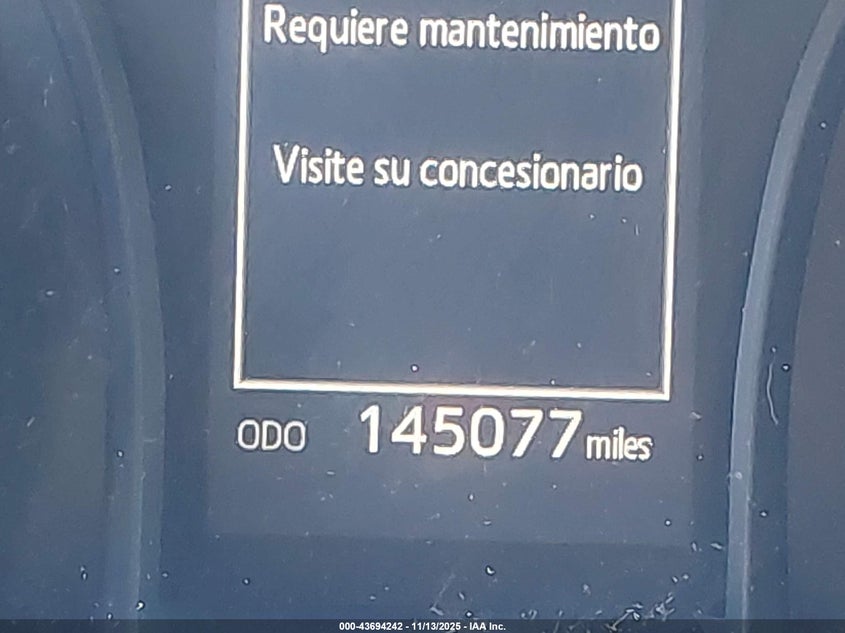 Requiere mantenimiento
Visite su concesionario
ODO 145077 miles
000-43694242 - 11/13/2025 - IAA Inc.